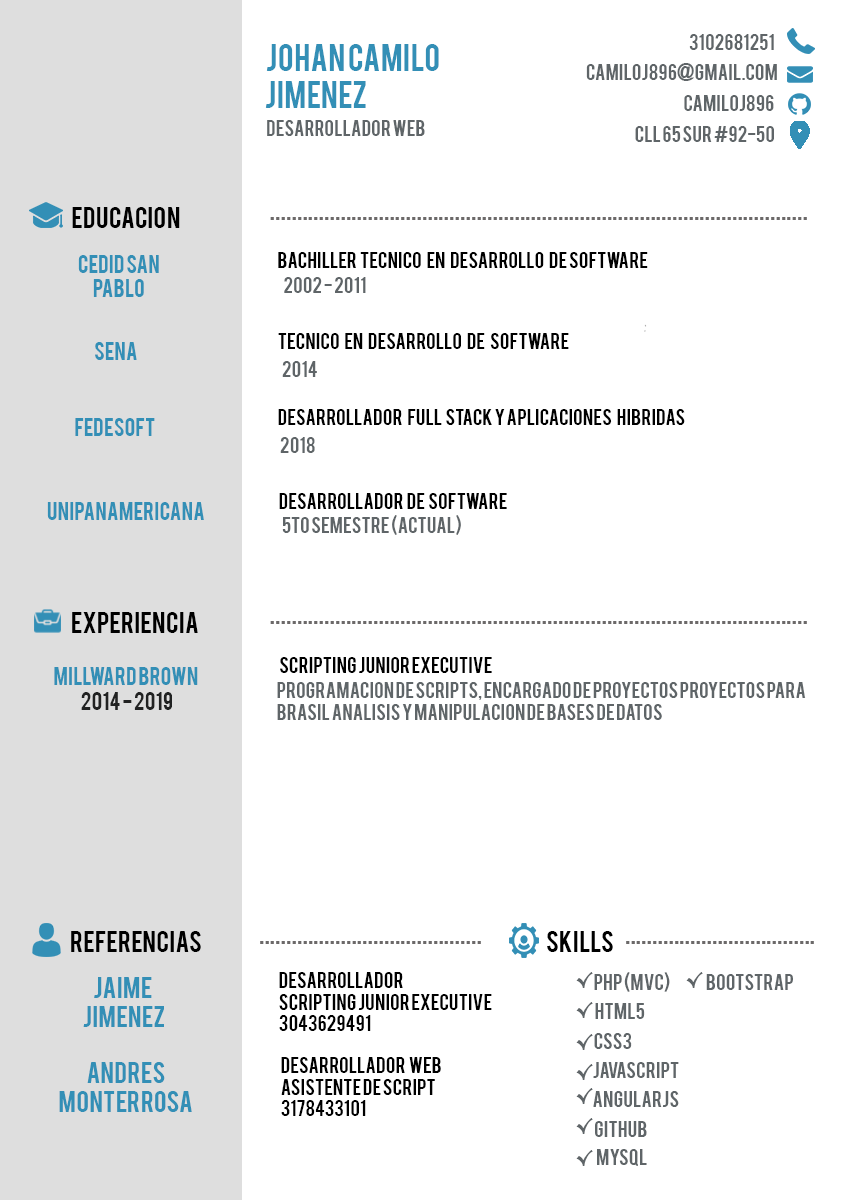 JOHAN CAMILO
JIMENEZ
DESARROLLADOR WEB
3102681251
CAMILOJ896@GMAIL.COM
CAMILOJ896
CLL 65 SUR #92-50
EDUCACION
CEDID SAN
PABLO
BACHILLER TECNICO EN DESARROLLO DE SOFTWARE
2002 - 2011
SENA
TECNICO EN DESARROLLO DE SOFTWARE
2014
FEDESOFT
DESARROLLADOR FULL STACK Y APLICACIONES HIBRIDAS
2018
UNIPANAMERICANA
DESARROLLADOR DE SOFTWARE
5TO SEMESTRE (ACTUAL)
EXPERIENCIA
MILLWARD BROWN
2014 - 2019
SCRIPTING JUNIOR EXECUTIVE
PROGRAMACION DE SCRIPTS, ENCARGADO DE PROYECTOS PROYECTOS PARA
BRASIL ANALISIS Y MANIPULACION DE BASES DE DATOS
REFERENCIAS
JAIME
JIMENEZ
DESARROLLADOR
SCRIPTING JUNIOR EXECUTIVE
3043629491
ANDRES
MONTERROSA
DESARROLLADOR WEB
ASISTENTE DE SCRIPT
3178433101
SKILLS
PHP (MVC)
BOOTSTRAP
HTML5
CSS3
JAVASCRIPT
ANGULARJS
GITHUB
MYSQL